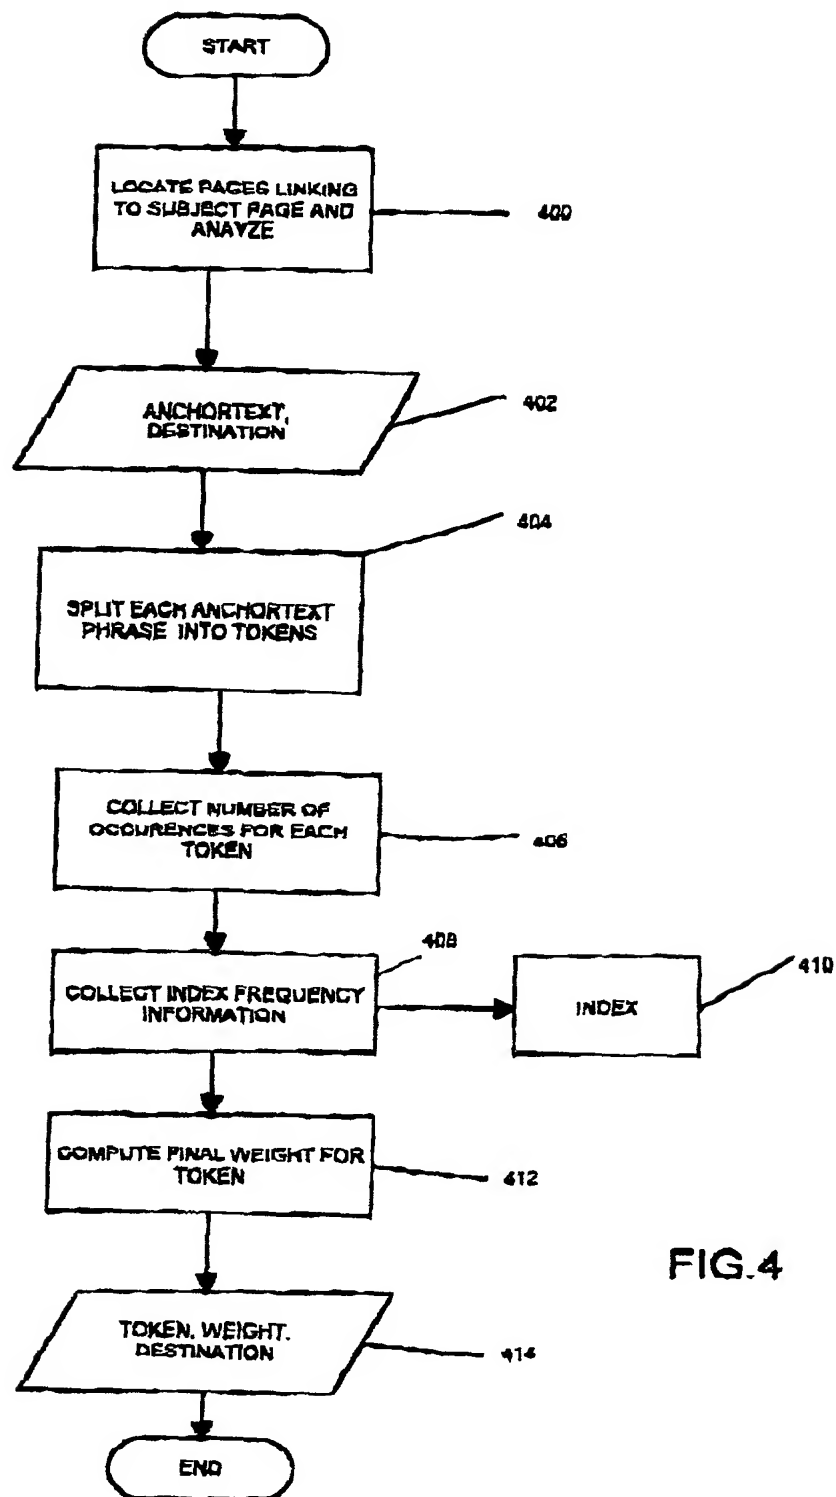 START
LOCATE PAGES LINKING
TO SUBJECT PAGE AND
ANAYZE
400
ANCHORTEXT,
DESTINATION
402
404
SPLIT EACH ANCHORTEXT
PHRASE INTO TOKENS
COLLECT NUMBER OF
OCCURENCES FOR EACH
TOKEN
406
408
COLLECT INDEX FREQUENCY
INFORMATION
INDEX
410
COMPUTE FINAL WEIGHT FOR
TOKEN
412
FIG.4
TOKEN, WEIGHT,
DESTINATION
414
END